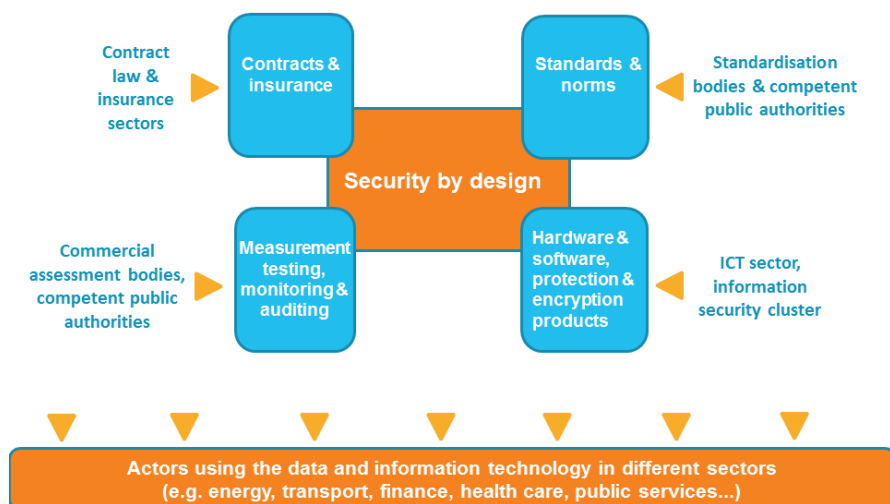 Contract
law &
insurance
sectors
Contracts &
insurance
Standards &
norms
Standardisation
bodies & competent
public authorities
Security by design
Commercial
assessment bodies,
competent public
authorities
Measurement
testing,
monitoring &
auditing
Hardware &
software,
protection &
encryption
products
ICT sector,
information
security cluster
Actors using the data and information technology in different sectors
(e.g. energy, transport, finance, health care, public services...)